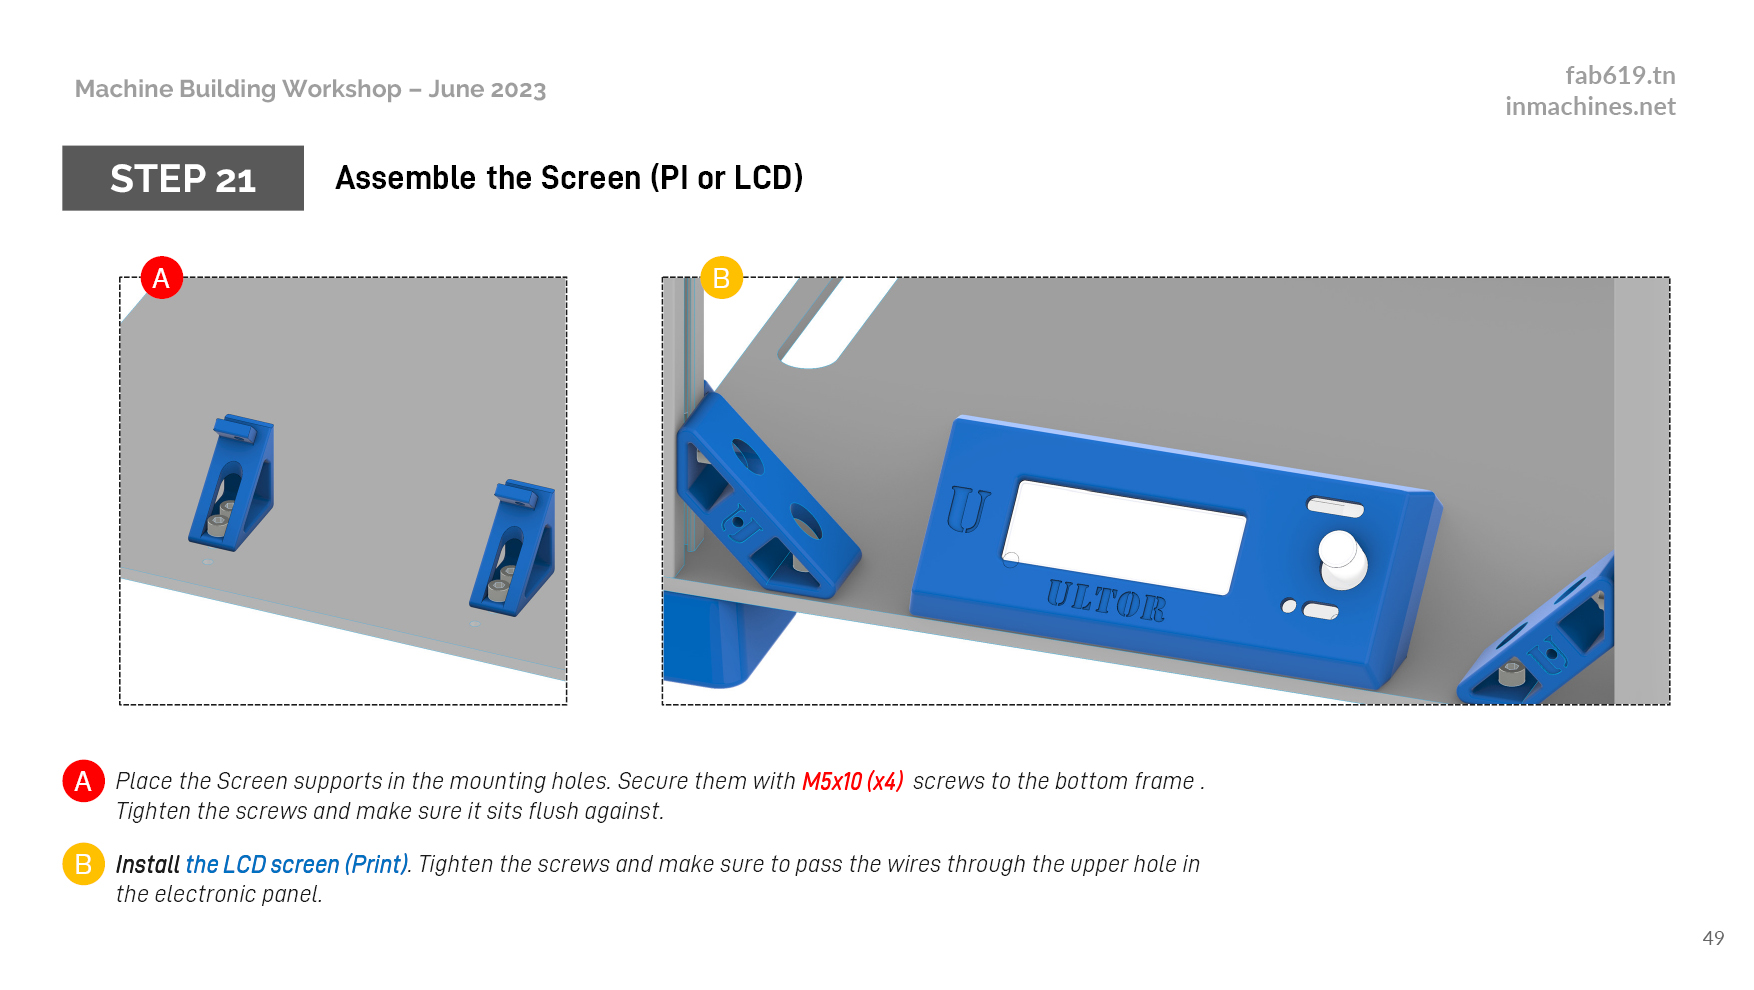 Machine Building Workshop – June 2023
fab619.tn
inmachines.net
STEP 21
Assemble the Screen (PI or LCD)
A
B
U
U
ULTOR
U
A
Place the Screen supports in the mounting holes. Secure them with M5x10 (x4) screws to the bottom frame .
Tighten the screws and make sure it sits flush against.
B
Install the LCD screen (Print). Tighten the screws and make sure to pass the wires through the upper hole in
the electronic panel.
49